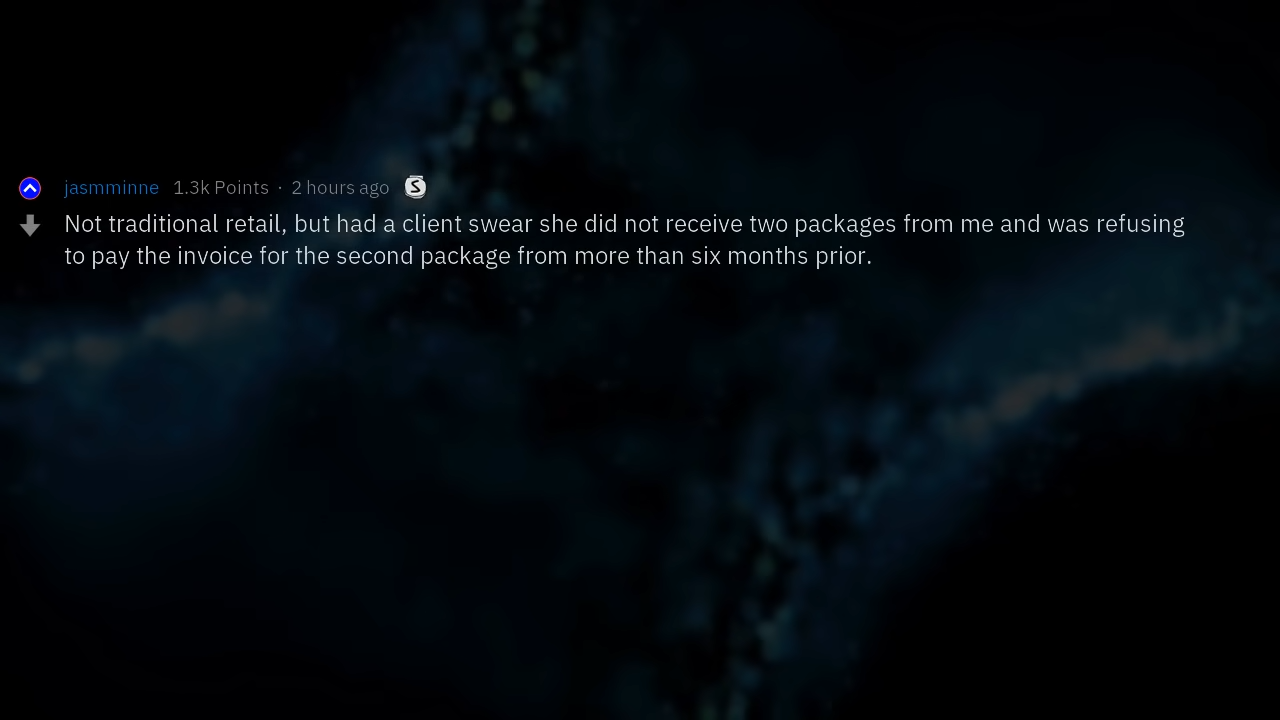 jasmminne 1.3k Points · 2 hours ago
Not traditional retail, but had a client swear she did not receive two packages from me and was refusing
to pay the invoice for the second package from more than six months prior.